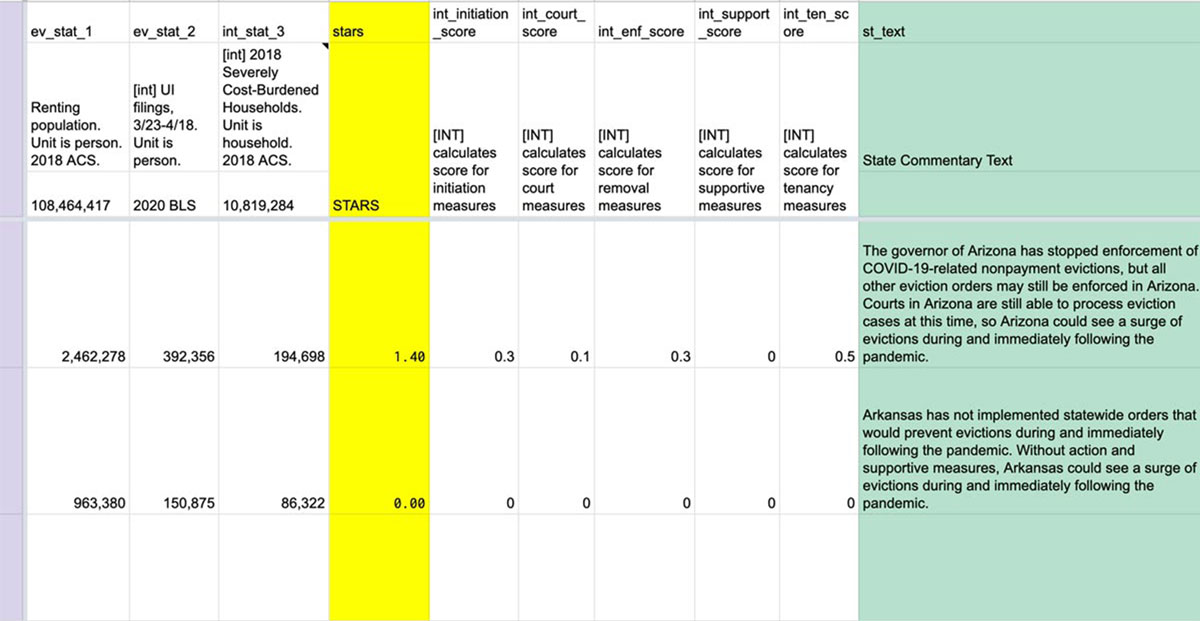 ev_stat_1
ev_stat_2
int_stat_3
stars
int_initiation
_score
int_court_
score
int_enf_score
int_support
_score
int_ten_sc
ore
st_text
Renting
population.
Unit is person.
2018 ACS.
[int] UI
filings,
3/23-4/18.
Unit is
person.
[int] 2018
Severely
Cost-Burdened
Households.
Unit is
household.
2018 ACS.
[INT]
calculates
score for
initiation
measures
[INT]
calculates
score for
court
measures
[INT]
calculates
score for
removal
measures
[INT]
calculates
score for
supportive
measures
[INT]
calculates
score for
tenancy
measures
State Commentary Text
108,464,417
2020 BLS
10,819,284
STARS
2,462,278
392,356
194,698
1.40
0.3
0.1
0.3
0
0.5
The governor of Arizona has stopped enforcement of
COVID-19-related nonpayment evictions, but all
other eviction orders may still be enforced in Arizona.
Courts in Arizona are still able to process eviction
cases at this time, so Arizona could see a surge of
evictions during and immediately following the
pandemic.
963,380
150,875
86,322
0.00
0
0
0
0
0
Arkansas has not implemented statewide orders that
would prevent evictions during and immediately
following the pandemic. Without action and
supportive measures, Arkansas could see a surge of
evictions during and immediately following the
pandemic.